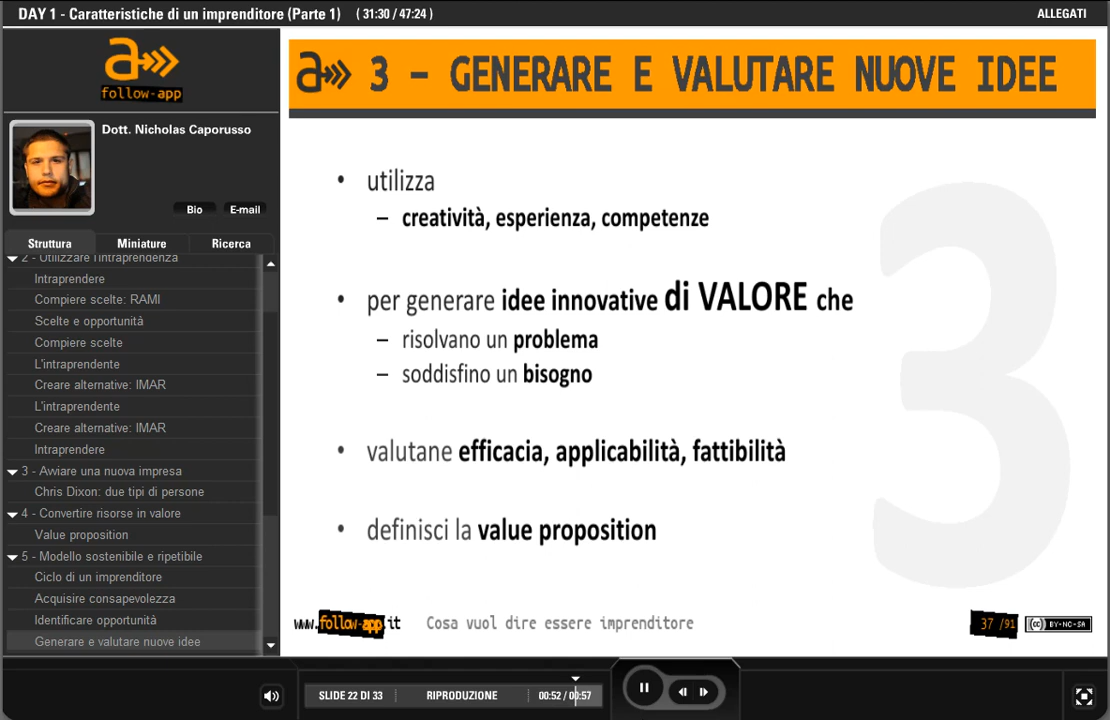 DAY 1 - Caratteristiche di un imprenditore (Parte 1) ( 31:30 / 47:24 )
ALLEGATI
a
follow-app
Dott. Nicholas Caporusso
Bio
E-mail
Struttura
Miniature
Ricerca
2 - Utilizzare l'intraprendenza
Intraprendere
Compiere scelte: RAMI
Scelte e opportunità
Compiere scelte
L'intraprendente
Creare alternative: IMAR
L'intraprendente
Creare alternative: IMAR
Intraprendere
3 - Avviare una nuova impresa
Chris Dixon: due tipi di persone
4 - Convertire risorse in valore
Value proposition
5 - Modello sostenibile e ripetibile
Ciclo di un imprenditore
Acquisire consapevolezza
Identificare opportunità
Generare e valutare nuove idee
a 3 - GENERARE E VALUTARE NUOVE IDEE
3
• utilizza
– creatività, esperienza, competenze
• per generare idee innovative di VALORE che
– risolvano un problema
– soddisfino un bisogno
• valutane efficacia, applicabilità, fattibilità
• definisci la value proposition
www.follow-app.it
Cosa vuol dire essere imprenditore
37 /91
(cc) BY-NC-SA
SLIDE 22 DI 33
RIPRODUZIONE
00:52 / 00:57